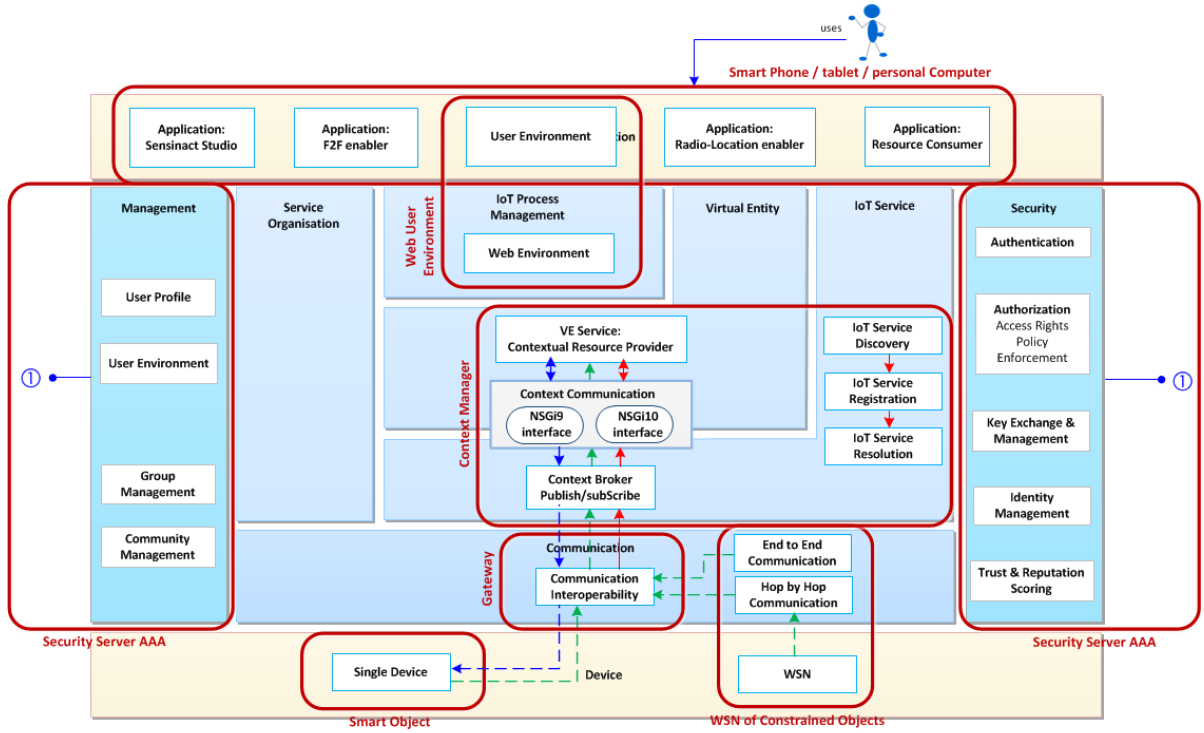 uses
Smart Phone / tablet / personal Computer
Application:
Sensinact Studio
Application:
F2F enabler
User Environment
tion
Application:
Radio-Location enabler
Application:
Resource Consumer
Management
User Profile
User Environment
Group
Management
Community
Management
①
Security Server AAA
Service
Organisation
Web User
Environment
IoT Process
Management
Web Environment
Virtual Entity
IoT Service
Context Manager
VE Service:
Contextual Resource Provider
Context Communication
NSGi9
interface
NSGi10
interface
Context Broker
Publish/subScribe
IoT Service
Discovery
IoT Service
Registration
IoT Service
Resolution
Security
Authentication
Authorization
Access Rights
Policy
Enforcement
Key Exchange &
Management
Identity
Management
Trust & Reputation
Scoring
①
Security Server AAA
Gateway
Communication
Communication
Interoperability
End to End
Communication
Hop by Hop
Communication
Single Device
Device
WSN
Smart Object
WSN of Constrained Objects